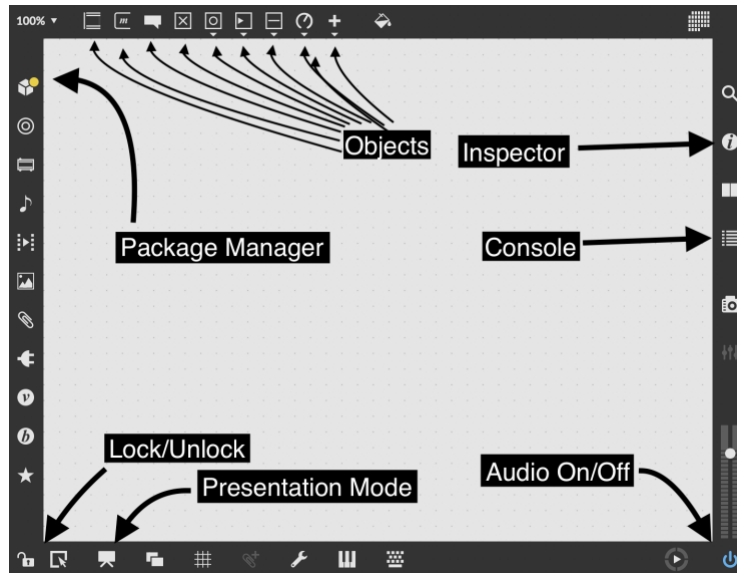 100%
Objects
Inspector
Package Manager
Console
Lock/Unlock
Presentation Mode
Audio On/Off